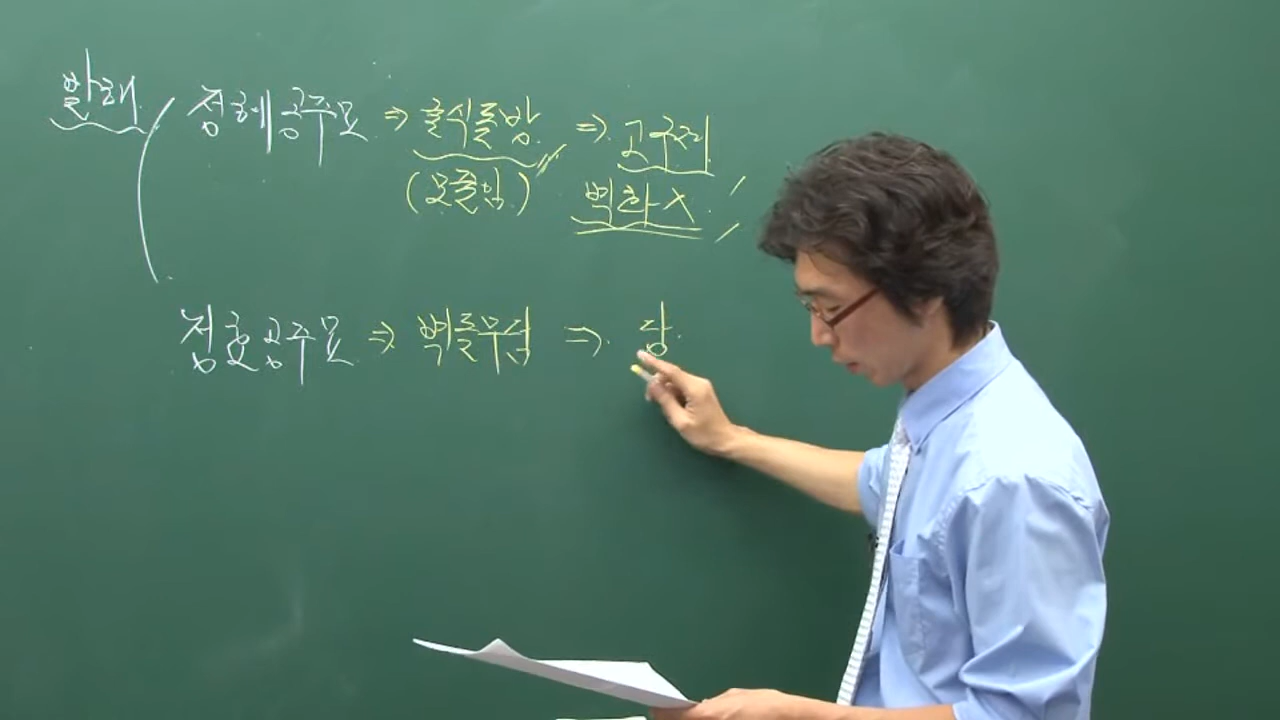 발해
정혜공주묘 ⇒ 굴식돌방 ⇒ 고구려
(모줄임) 벽화 X
정효공주묘 ⇒ 벽돌무덤 ⇒ 당